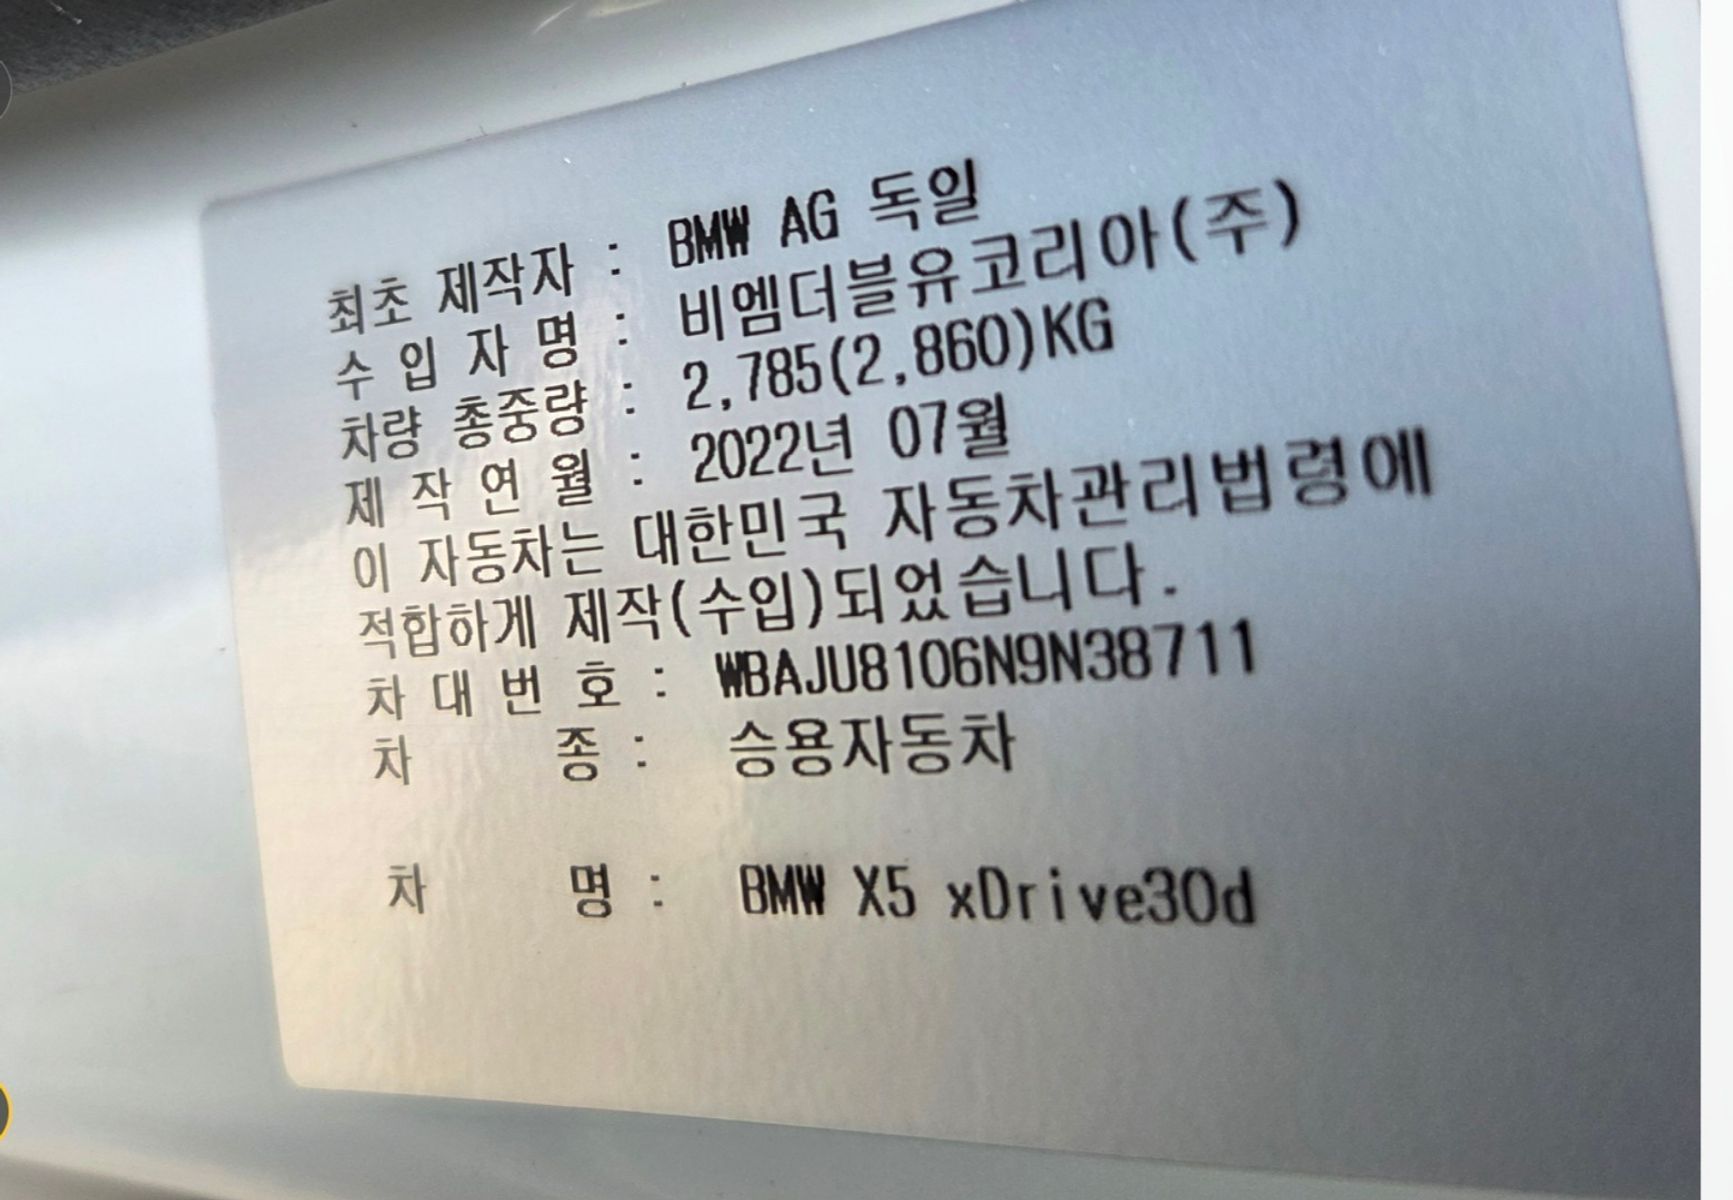 최초 제작자 : BMW AG 독일
수 입 자 명 : 비엠더블유코리아(주)
차량 총중량 : 2,785(2,860)KG
제 작 연 월 : 2022년 07월
이 자동차는 대한민국 자동차관리법령에
적합하게 제작(수입)되었습니다.
차 대 번 호 : WBAJU8106N9N38711
차 종 : 승용자동차
차 명 : BMW X5 xDrive30d